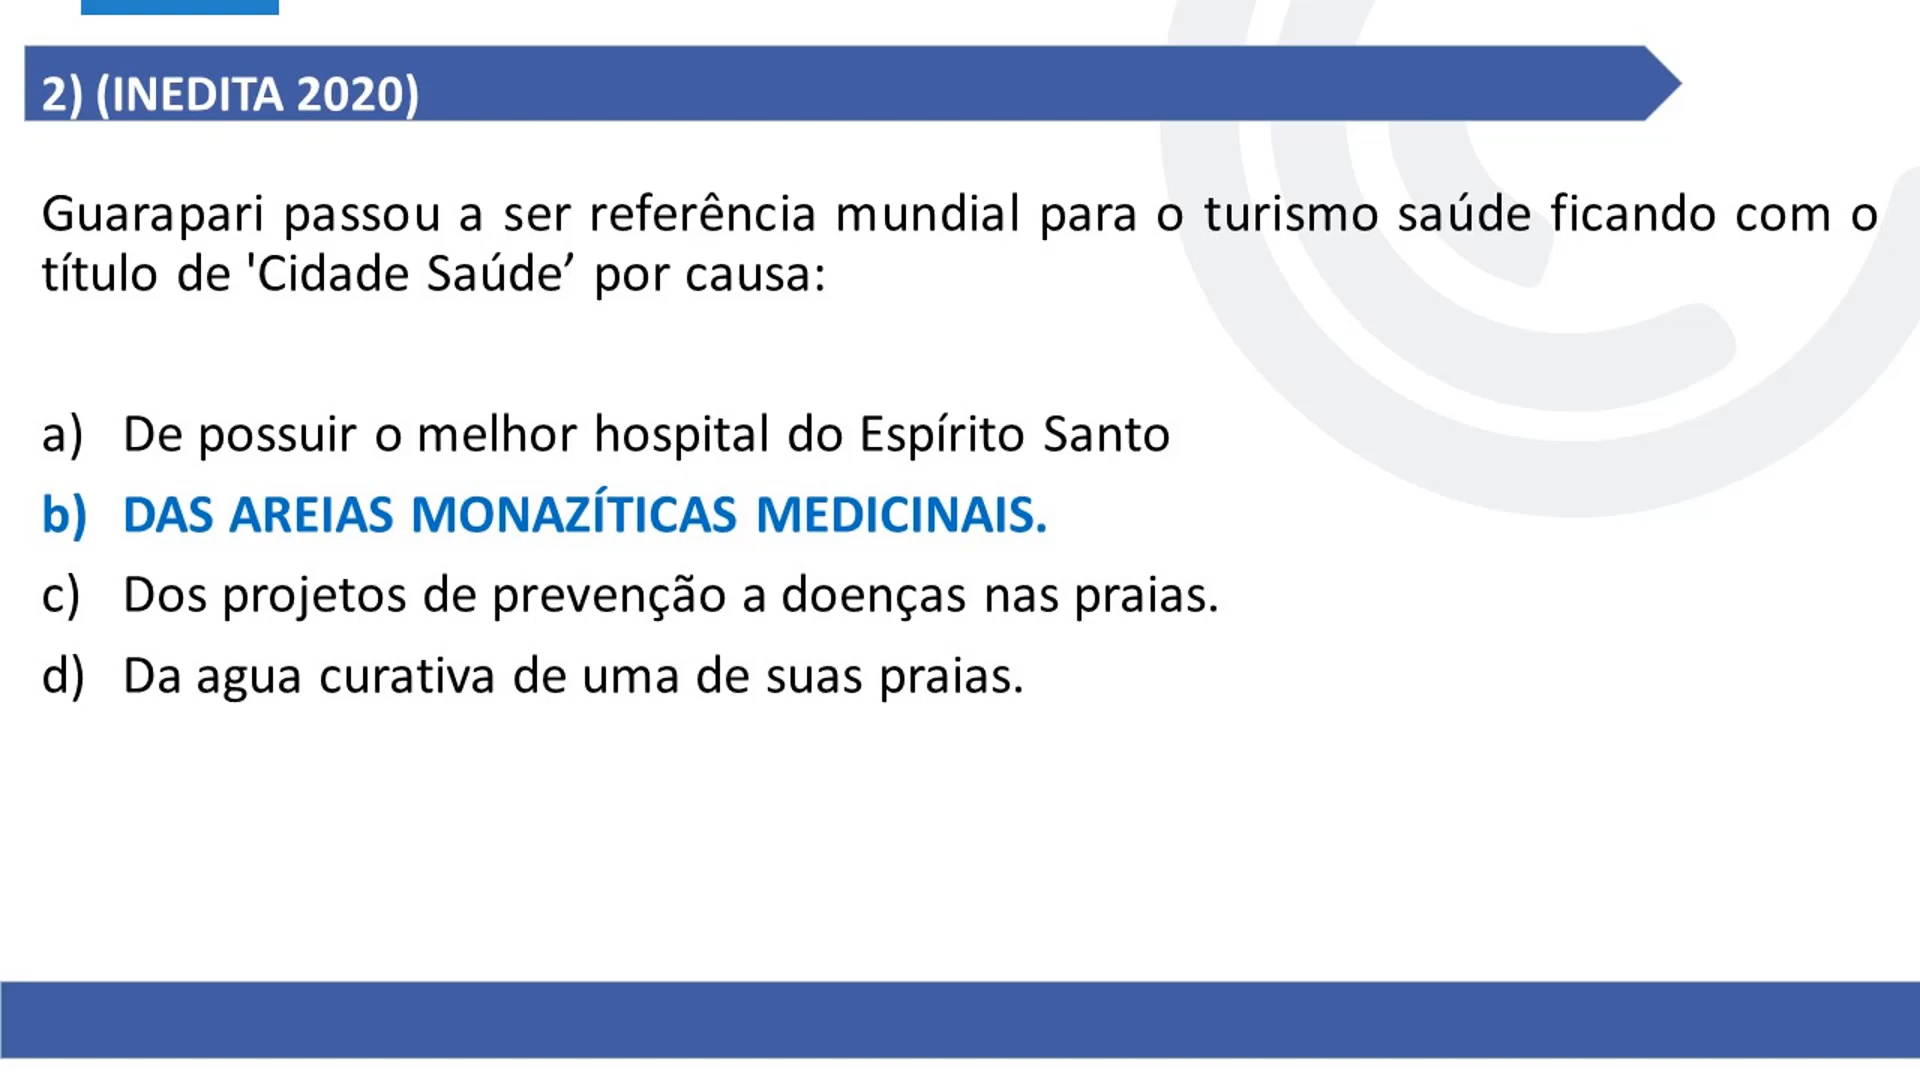 2) (INEDITA 2020)
Guarapari passou a ser referência mundial para o turismo saúde ficando com o
título de 'Cidade Saúde’ por causa:
a) De possuir o melhor hospital do Espírito Santo
b) DAS AREIAS MONAZÍTICAS MEDICINAIS.
c) Dos projetos de prevenção a doenças nas praias.
d) Da agua curativa de uma de suas praias.